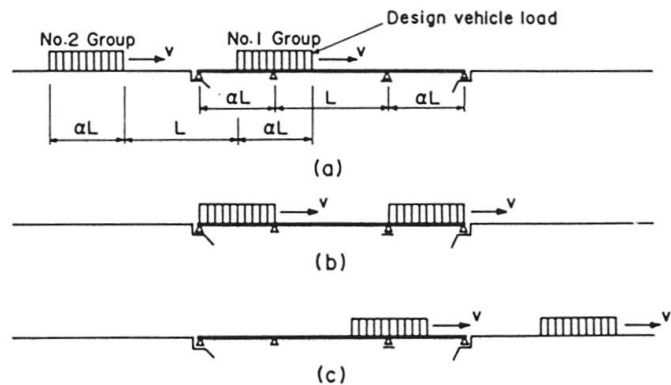 Design vehicle load
No.2 Group
v
No.1 Group
v
αL
L
αL
αL
L
αL
(a)
v
v
(b)
v
v
(c)